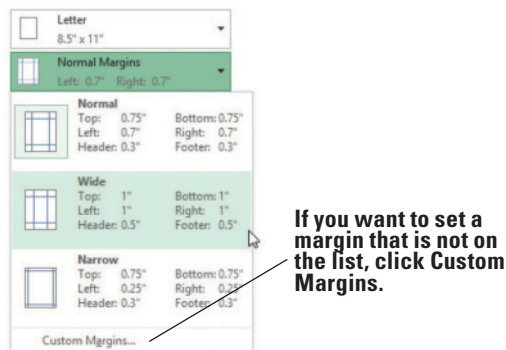 Letter
8.5" x 11"
Normal Margins
Left: 0.7" Right: 0.7"
Normal
Top: 0.75" Bottom: 0.75"
Left: 0.7" Right: 0.7"
Header: 0.3" Footer: 0.3"
Wide
Top: 1" Bottom: 1"
Left: 1" Right: 1"
Header: 0.5" Footer: 0.5"
Narrow
Top: 0.75" Bottom: 0.75"
Left: 0.25" Right: 0.25"
Header: 0.3" Footer: 0.3"
Custom Margins...
If you want to set a
margin that is not on
the list, click Custom
Margins.